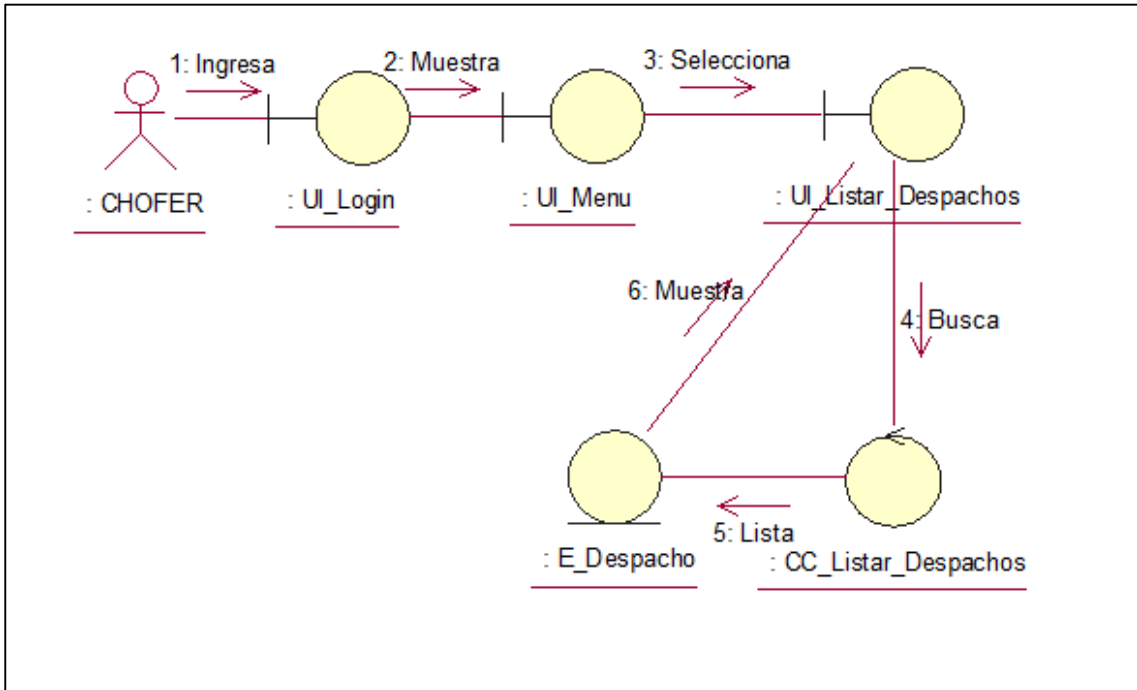 1: Ingresa
2: Muestra
3: Selecciona
: CHOFER
: UI_Login
: UI_Menu
: UI_Listar_Despachos
6: Muestra
4: Busca
5: Lista
: E_Despacho
: CC_Listar_Despachos